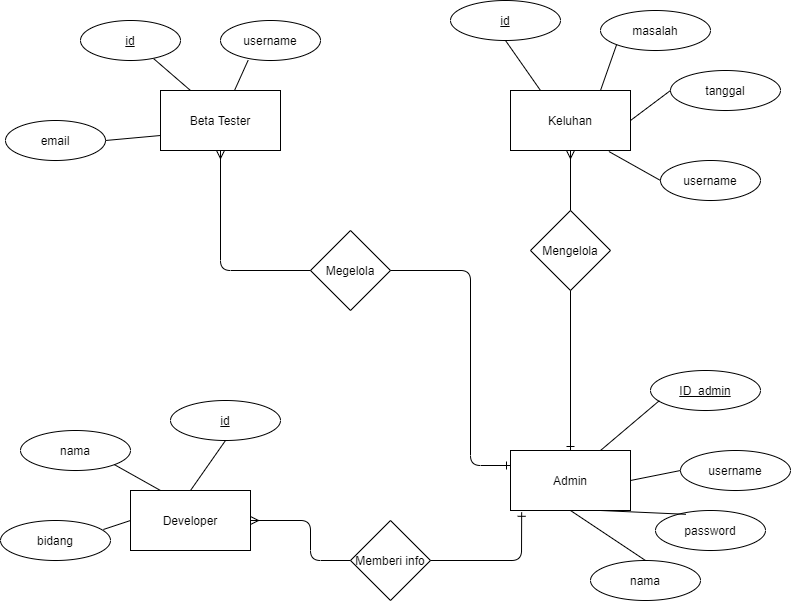 id
username
Beta Tester
email
id
masalah
tanggal
Keluhan
username
Megelola
Mengelola
ID_admin
username
Admin
password
nama
id
nama
Developer
bidang
Memberi info